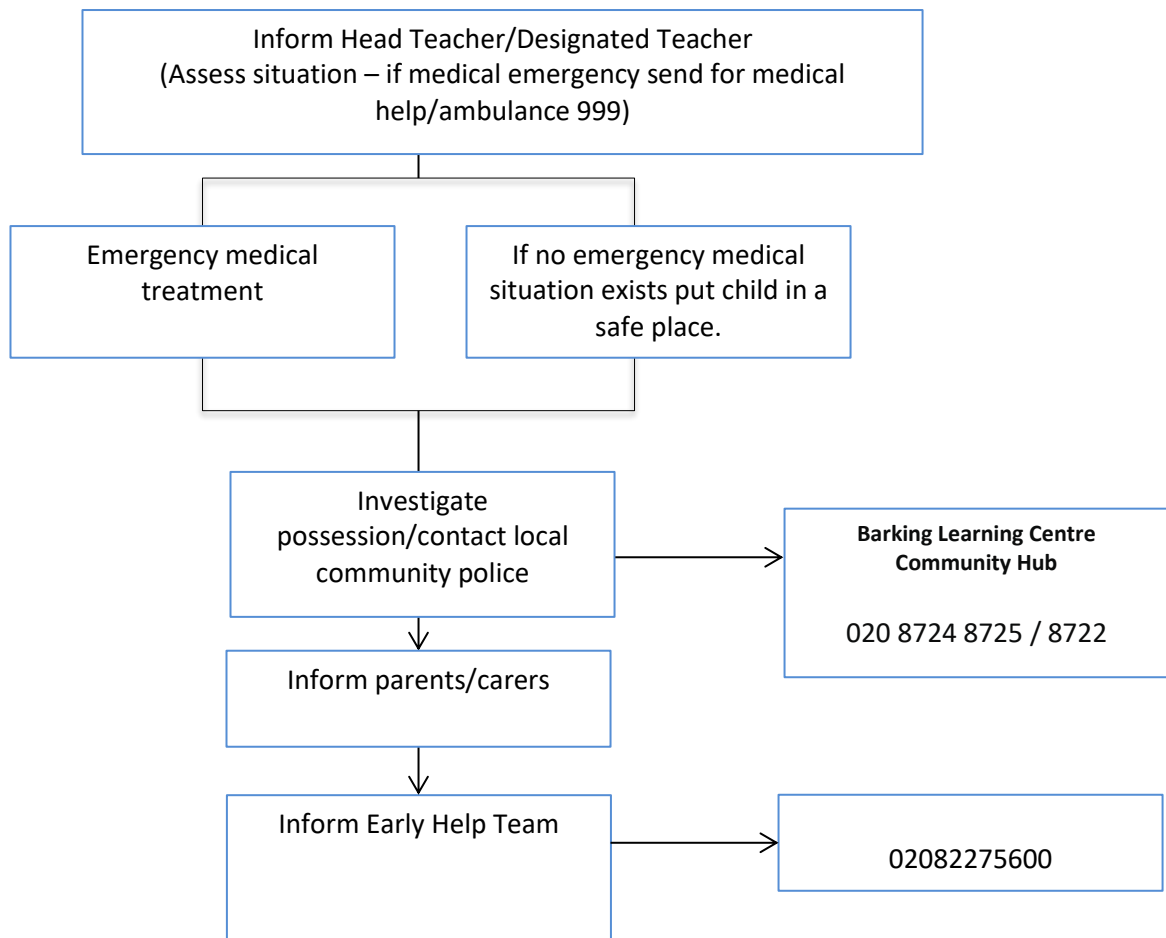 Inform Head Teacher/Designated Teacher
(Assess situation – if medical emergency send for medical
help/ambulance 999)
Emergency medical
treatment
If no emergency medical
situation exists put child in a
safe place.
Investigate
possession/contact local
community police
Barking Learning Centre
Community Hub
020 8724 8725 / 8722
Inform parents/carers
Inform Early Help Team
02082275600